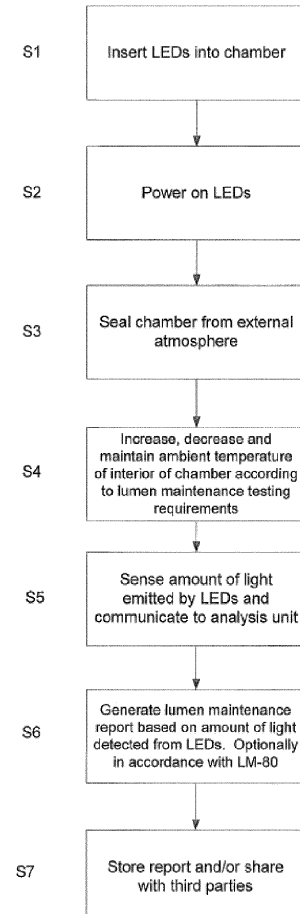 S1
Insert LEDs into chamber
S2
Power on LEDs
S3
Seal chamber from external
atmosphere
S4
Increase, decrease and
maintain ambient temperature
of interior of chamber according
to lumen maintenance testing
requirements
S5
Sense amount of light
emitted by LEDs and
communicate to analysis unit
S6
Generate lumen maintenance
report based on amount of light
detected from LEDs. Optionally
in accordance with LM-80
S7
Store report and/or share
with third parties